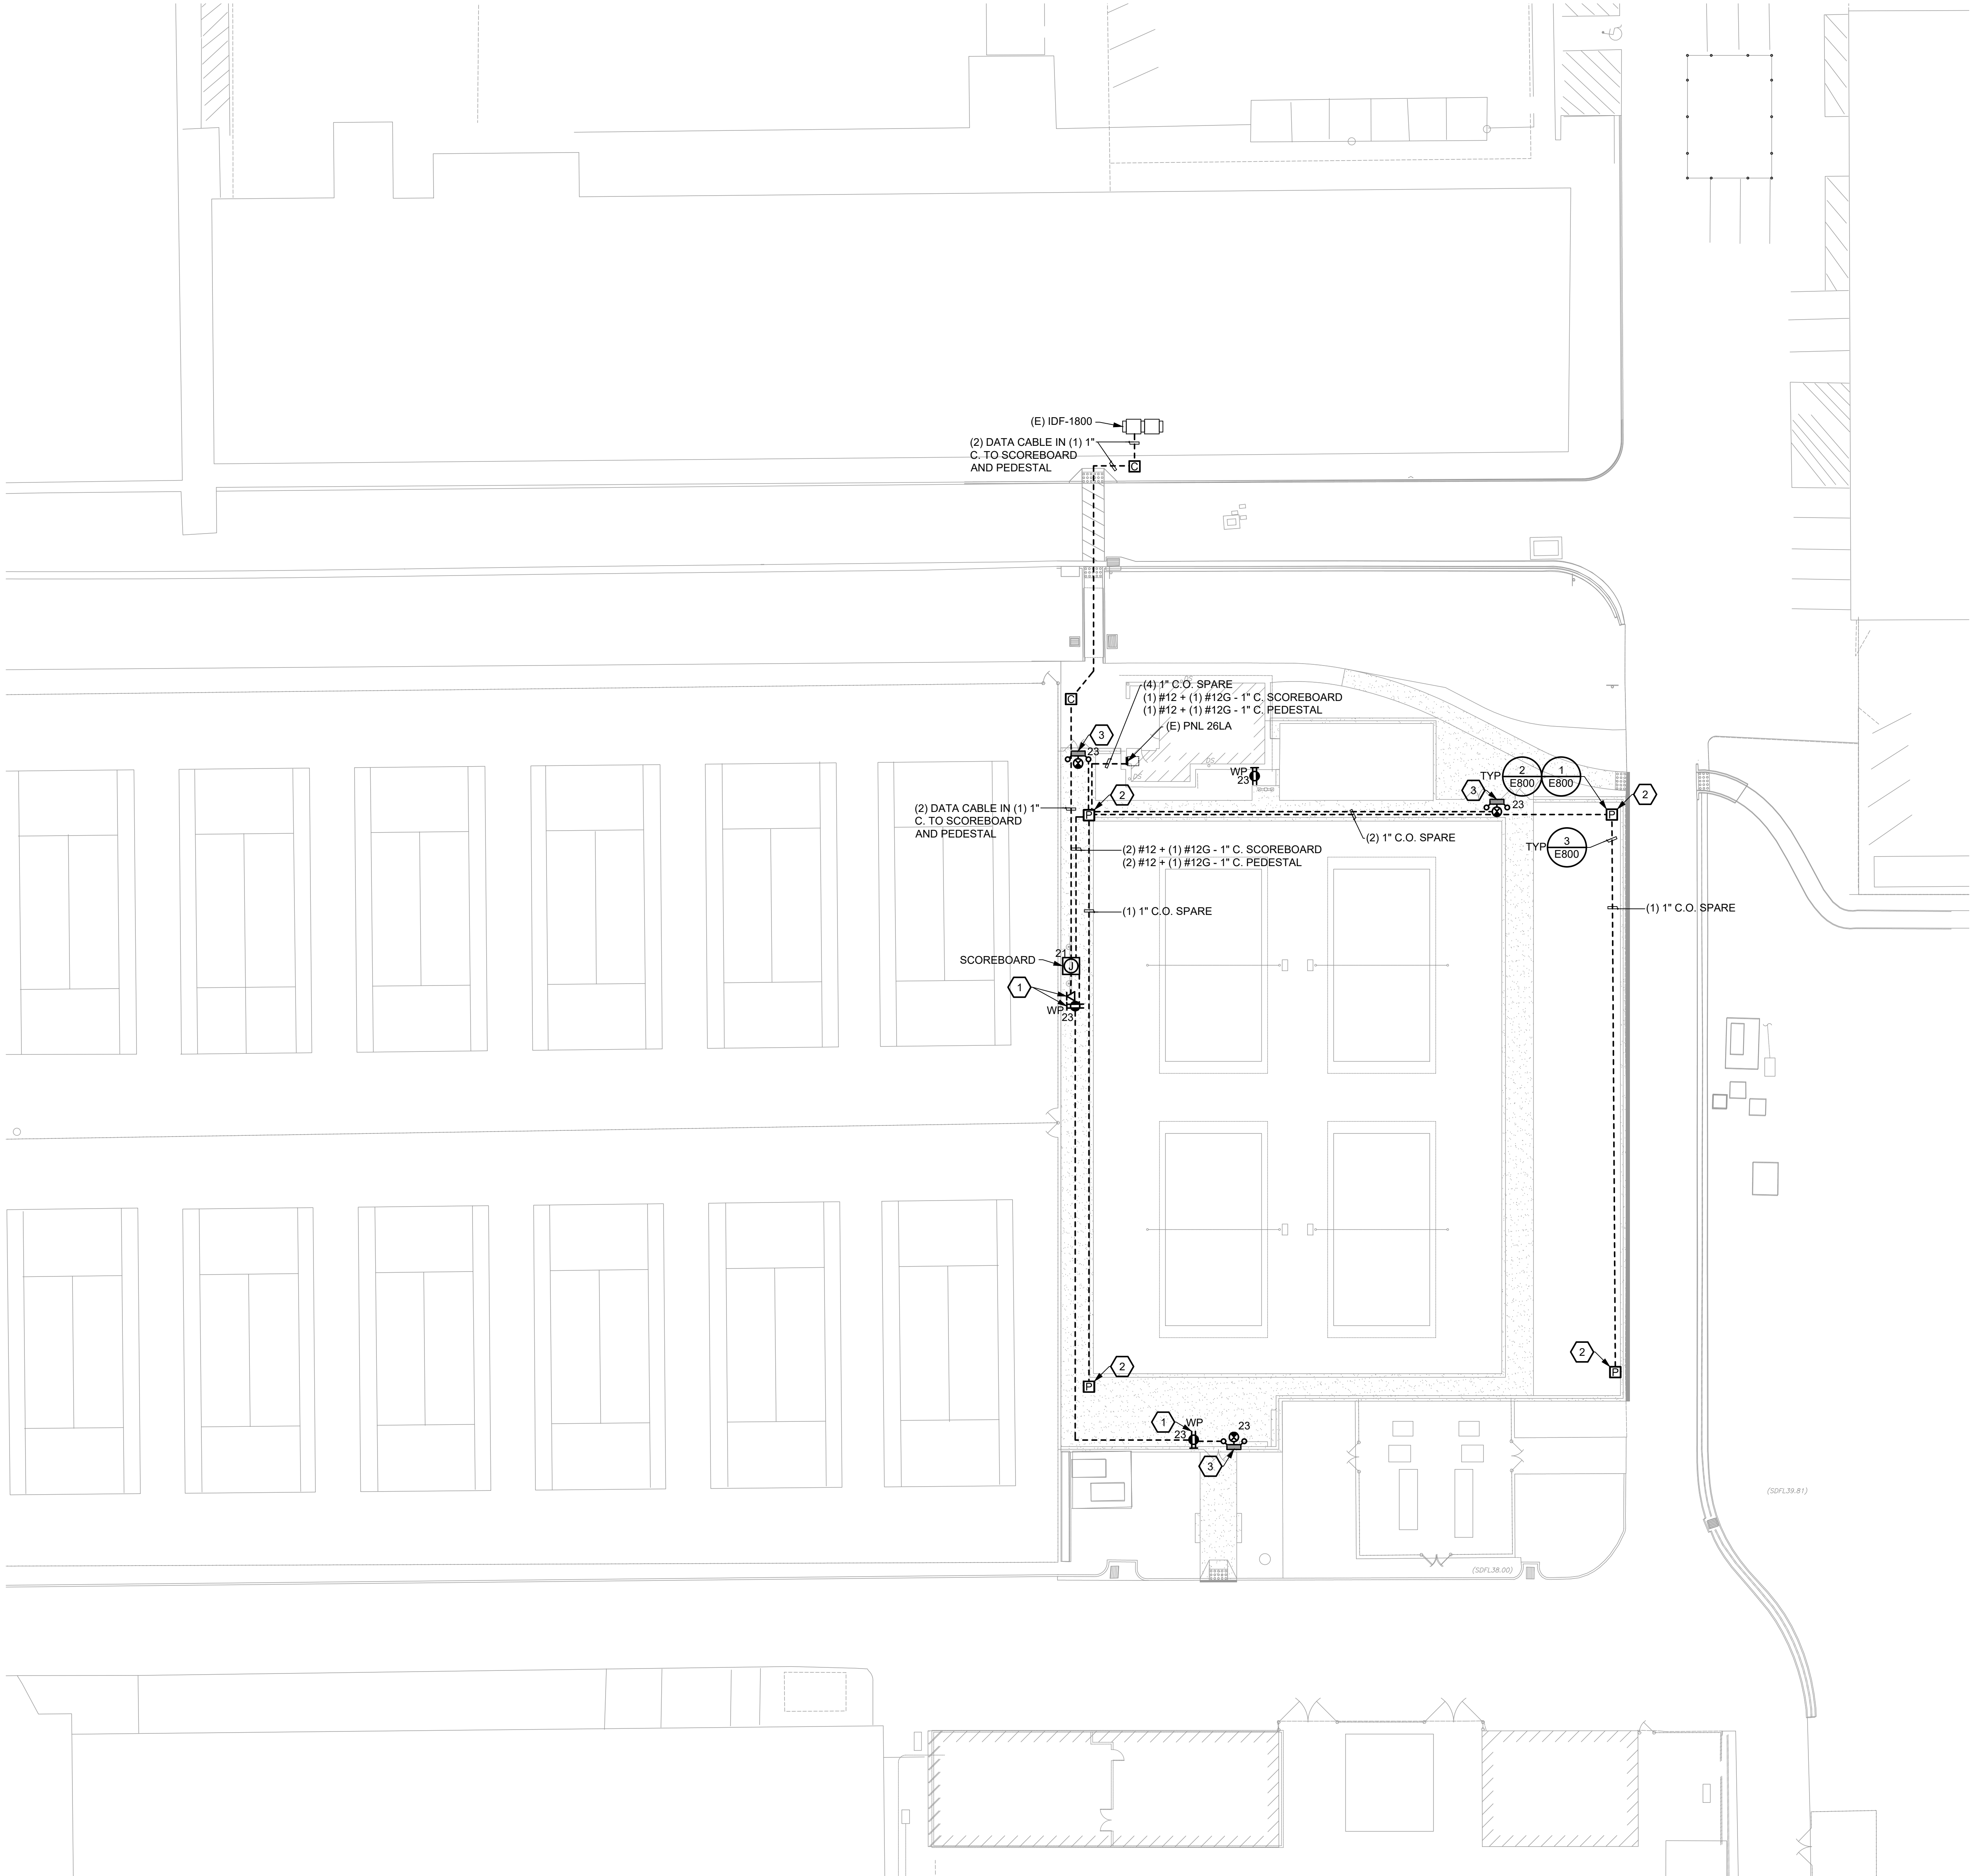 (E) IDF-1800
(2) DATA CABLE IN (1) 1"
C. TO SCOREBOARD
AND PEDESTAL
C
C
(4) 1" C.O. SPARE
(1) #12 + (1) #12G - 1" C. SCOREBOARD
(1) #12 + (1) #12G - 1" C. PEDESTAL
(E) PNL 26LA
DS
3
23
DS
DS
WP
23
TYP
2
E800
1
E800
3
23
2
P
2
P
(2) DATA CABLE IN (1) 1"
C. TO SCOREBOARD
AND PEDESTAL
(2) 1" C.O. SPARE
TYP
3
E800
(2) #12 + (1) #12G - 1" C. SCOREBOARD
(2) #12 + (1) #12G - 1" C. PEDESTAL
(1) 1" C.O. SPARE
(1) 1" C.O. SPARE
21
SCOREBOARD
J
1
WP
23
2
P
2
P
1
WP
23
23
3
(SDFL39.81)
(SDFL38.00)